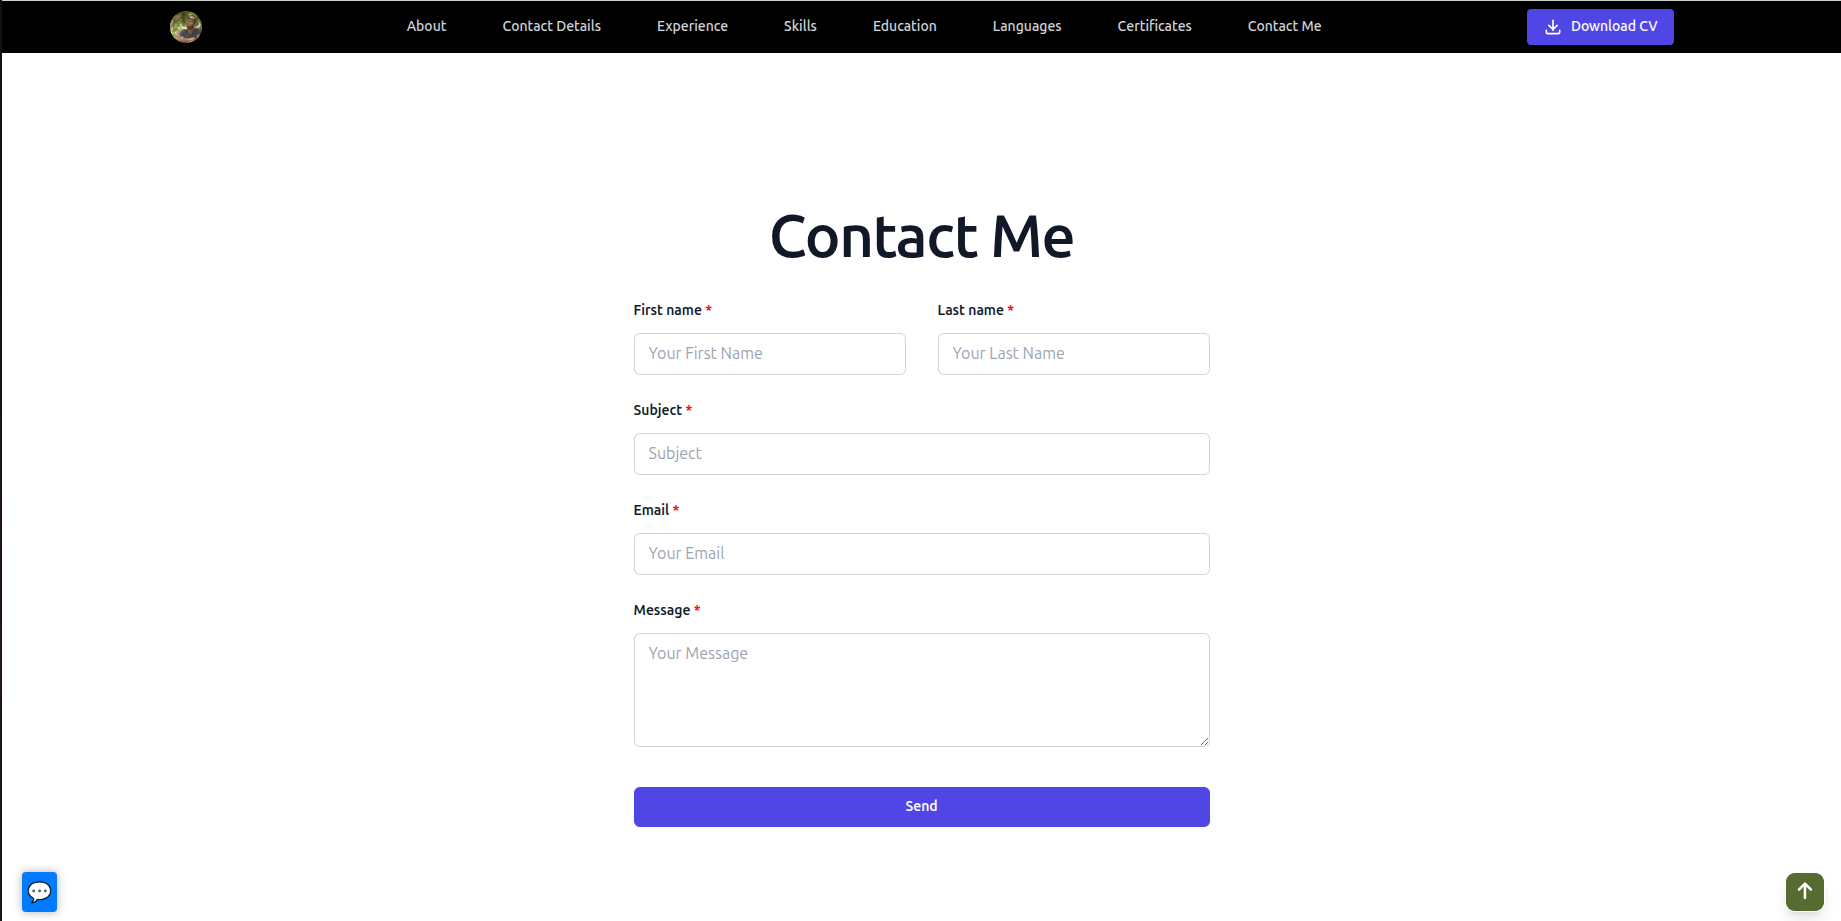 About Contact Details Experience Skills Education Languages Certificates Contact Me Download CV
Contact Me
First name * Last name *
Your First Name Your Last Name
Subject *
Subject
Email *
Your Email
Message *
Your Message
Send